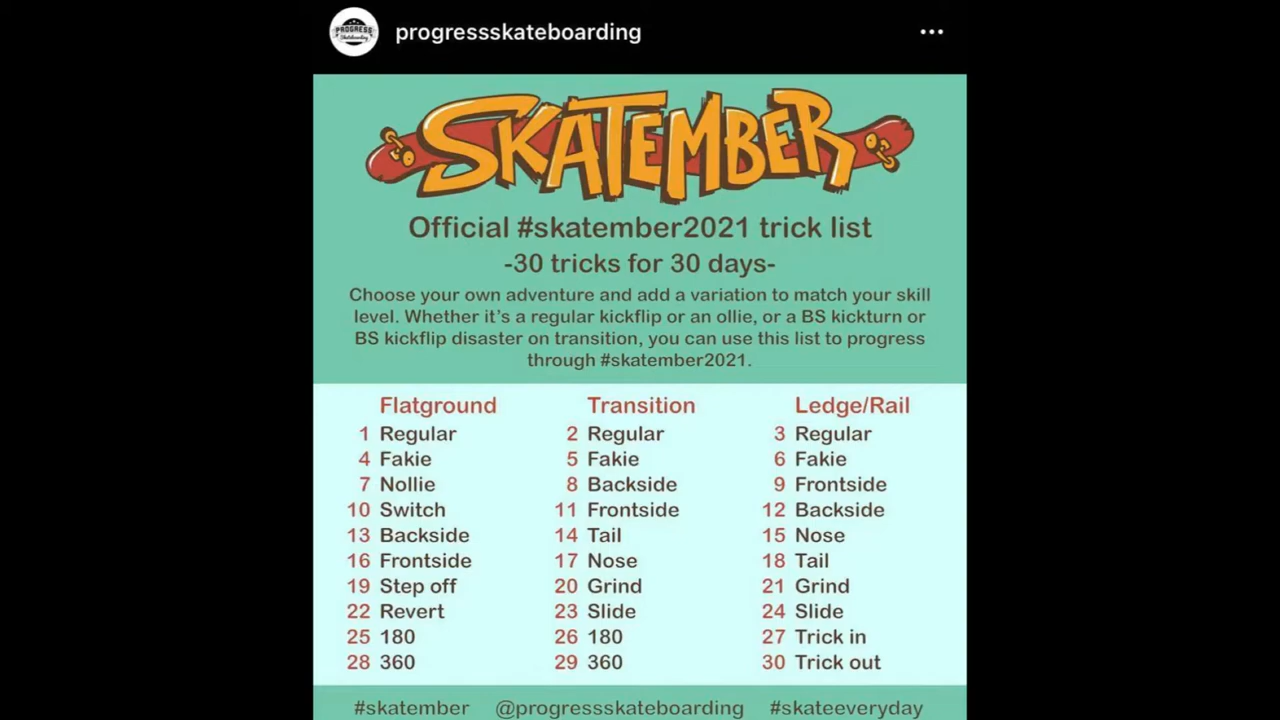 PROGRESS
Skateboarding
progressskateboarding
SKATEMBER
Official #skatember2021 trick list
-30 tricks for 30 days-
Choose your own adventure and add a variation to match your skill
level. Whether it's a regular kickflip or an ollie, or a BS kickturn or
BS kickflip disaster on transition, you can use this list to progress
through #skatember2021.
Flatground Transition Ledge/Rail
1 Regular 2 Regular 3 Regular
4 Fakie 5 Fakie 6 Fakie
7 Nollie 8 Backside 9 Frontside
10 Switch 11 Frontside 12 Backside
13 Backside 14 Tail 15 Nose
16 Frontside 17 Nose 18 Tail
19 Step off 20 Grind 21 Grind
22 Revert 23 Slide 24 Slide
25 180 26 180 27 Trick in
28 360 29 360 30 Trick out
#skatember @progressskateboarding #skateeveryday